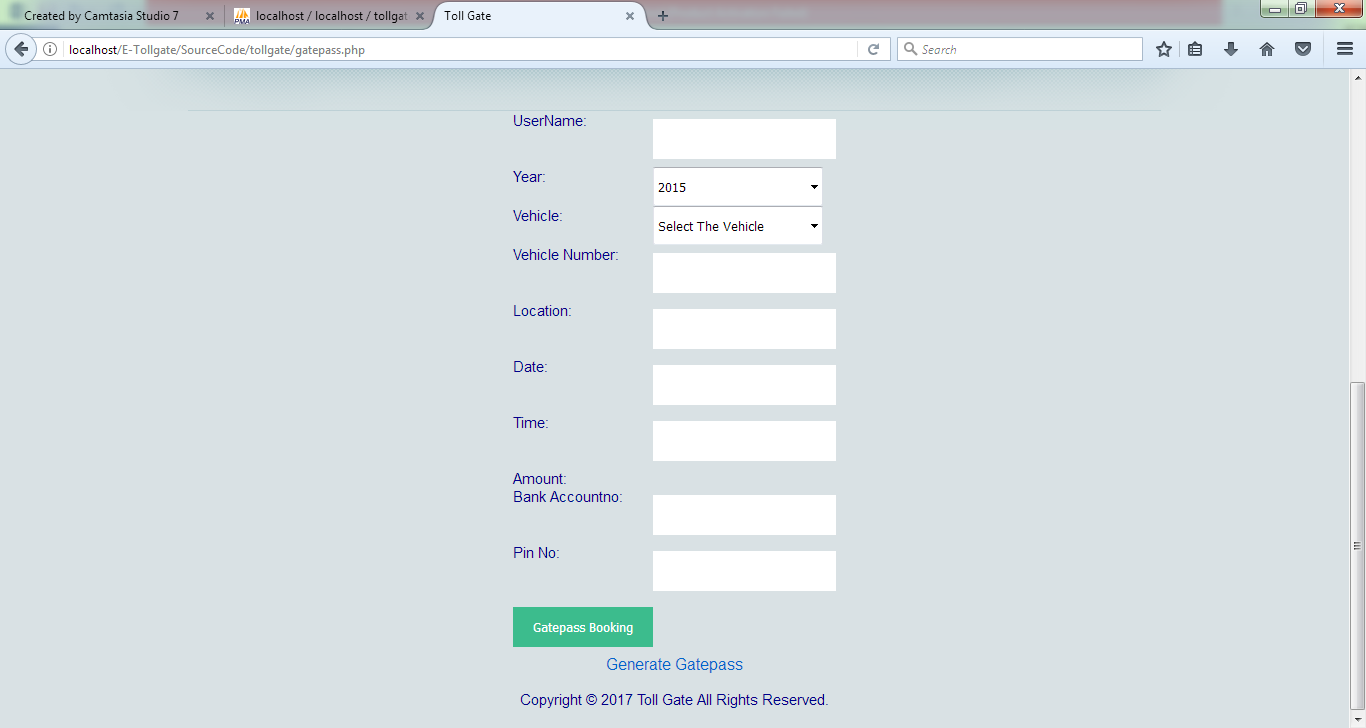 Created by Camtasia Studio 7
PMA
localhost / localhost / tollgat
Toll Gate
localhost/E-Tollgate/SourceCode/tollgate/gatepass.php
Search
UserName:
Year:
2015
Vehicle:
Select The Vehicle
Vehicle Number:
Location:
Date:
Time:
Amount:
Bank Accountno:
Pin No:
Gatepass Booking
Generate Gatepass
Copyright © 2017 Toll Gate All Rights Reserved.